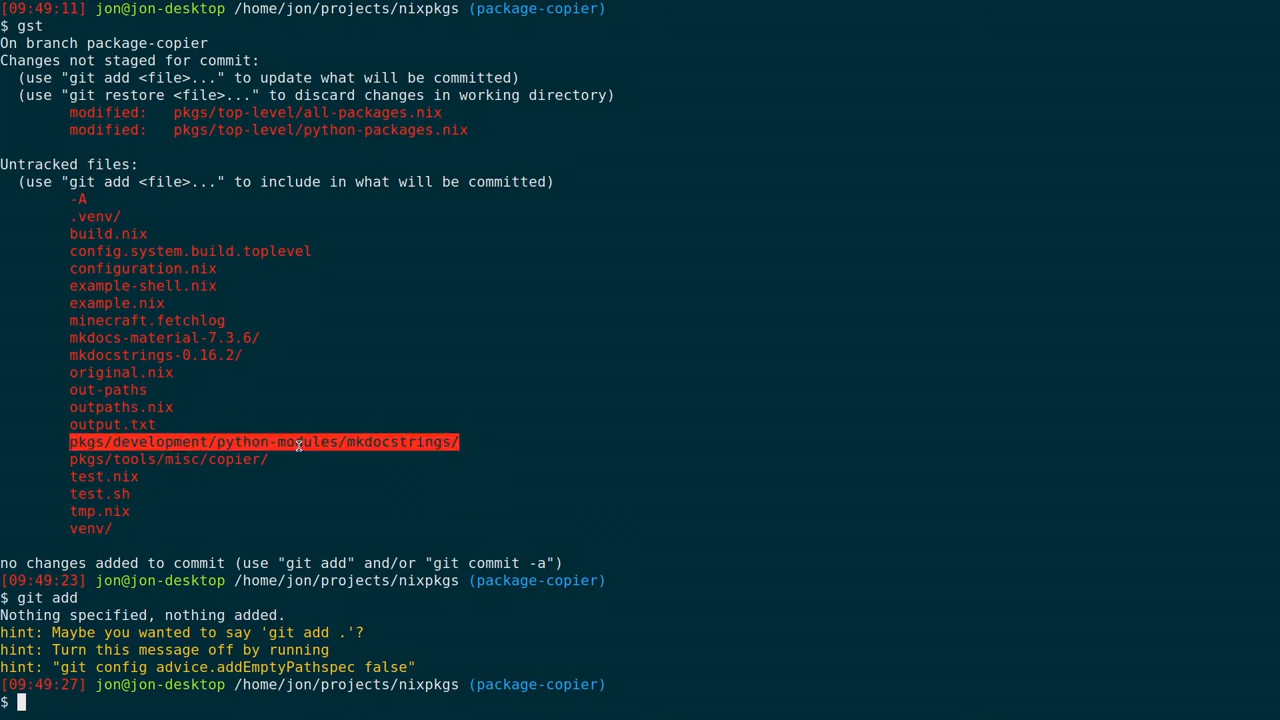 [09:49:11] jon@jon-desktop /home/jon/projects/nixpkgs (package-copier)
$ gst
On branch package-copier
Changes not staged for commit:
  (use "git add <file>..." to update what will be committed)
  (use "git restore <file>..." to discard changes in working directory)
        modified:   pkgs/top-level/all-packages.nix
        modified:   pkgs/top-level/python-packages.nix

Untracked files:
  (use "git add <file>..." to include in what will be committed)
        -A
        .venv/
        build.nix
        config.system.build.toplevel
        configuration.nix
        example-shell.nix
        example.nix
        minecraft.fetchlog
        mkdocs-material-7.3.6/
        mkdocstrings-0.16.2/
        original.nix
        out-paths
        outpaths.nix
        output.txt
        pkgs/development/python-modules/mkdocstrings/
        pkgs/tools/misc/copier/
        test.nix
        test.sh
        tmp.nix
        venv/

no changes added to commit (use "git add" and/or "git commit -a")
[09:49:23] jon@jon-desktop /home/jon/projects/nixpkgs (package-copier)
$ git add
Nothing specified, nothing added.
hint: Maybe you wanted to say 'git add .'?
hint: Turn this message off by running
hint: "git config advice.addEmptyPathspec false"
[09:49:27] jon@jon-desktop /home/jon/projects/nixpkgs (package-copier)
$